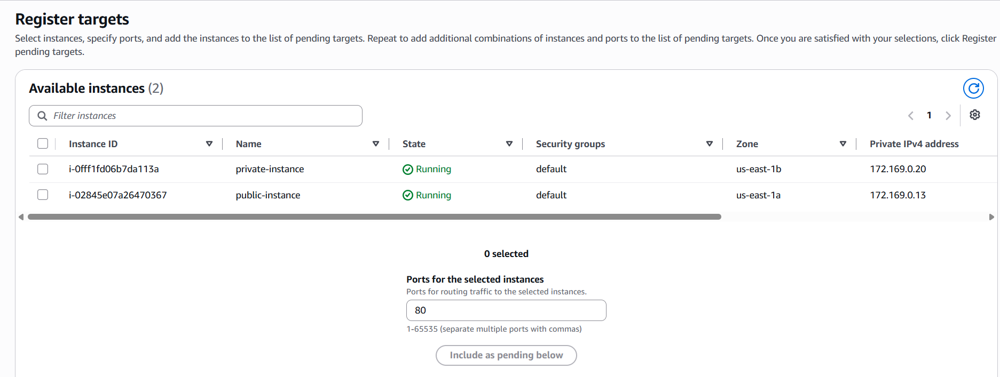 Register targets
Select instances, specify ports, and add the instances to the list of pending targets. Repeat to add additional combinations of instances and ports to the list of pending targets. Once you are satisfied with your selections, click Register
pending targets.
Available instances (2)
Filter instances
1
Instance ID Name State Security groups Zone Private IPv4 address
i-0fff1fd06b7da113a private-instance Running default us-east-1b 172.169.0.20
i-02845e07a26470367 public-instance Running default us-east-1a 172.169.0.13
0 selected
Ports for the selected instances
Ports for routing traffic to the selected instances.
80
1-65535 (separate multiple ports with commas)
Include as pending below